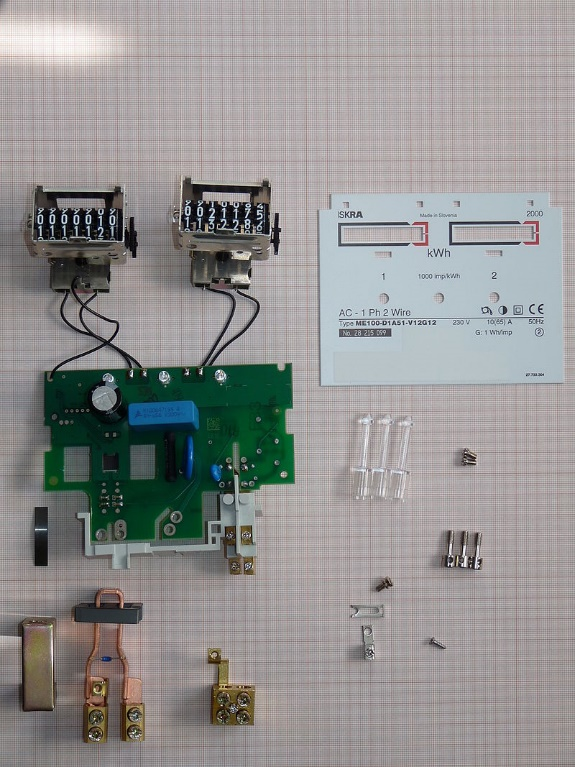 ISKRA Made in Slovenia 2000
kWh
1 1000 imp/kWh 2
AC - 1 Ph 2 Wire
Type ME100-D1A51-V12G12 230 V 10(65) A 50Hz
No. 28 215 099 G: 1 Wh/imp 2